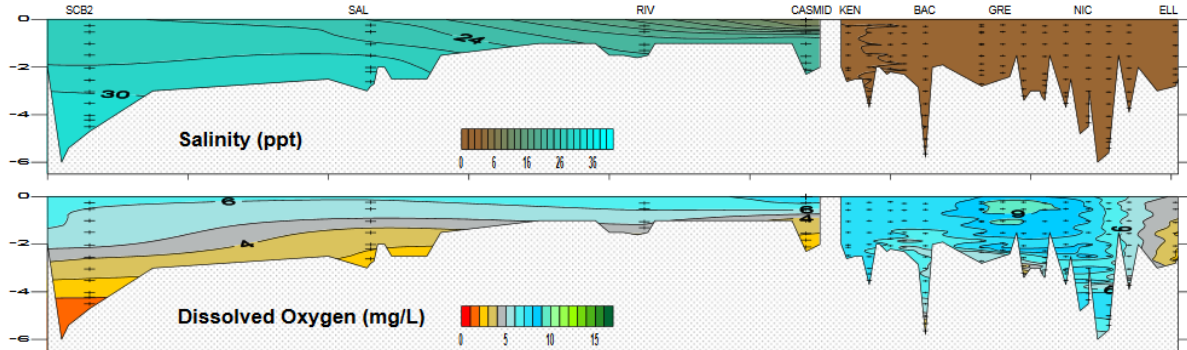 SCB2 SAL RIV CASMID KEN BAC GRE NIC ELL
0
24
-2
30
-4
Salinity (ppt)
0 6 16 26 36
-6
0
6 6 9 6
4 4
-2
-4
6
Dissolved Oxygen (mg/L)
0 5 10 15
-6